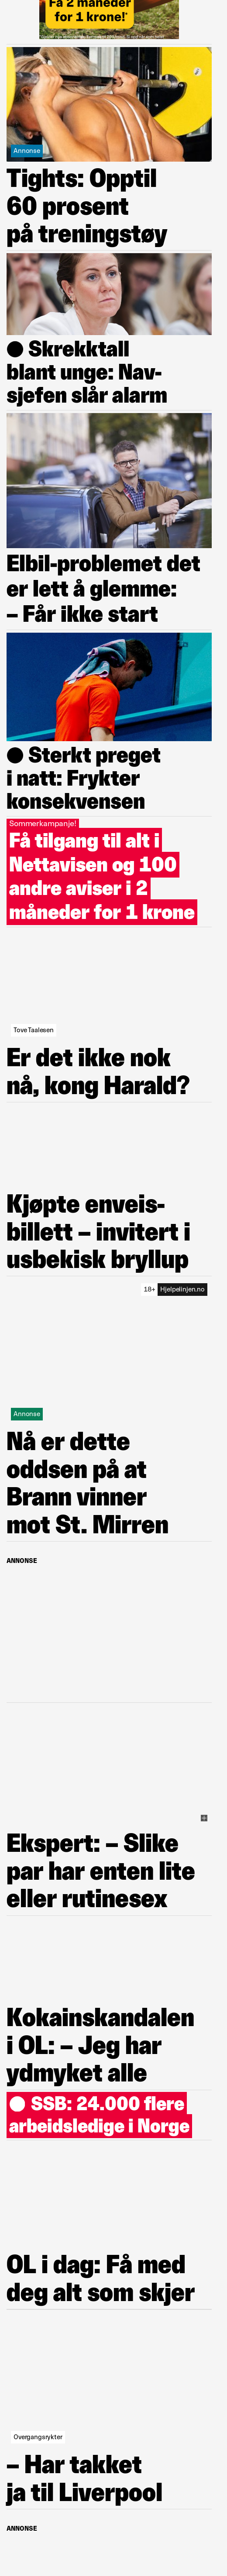 Få 2 måneder
for 1 krone!*
Annonse
Tights: Opptil
60 prosent
på treningstøy
Skrekktall
blant unge: Nav-
sjefen slår alarm
Elbil-problemet det
er lett å glemme:
– Får ikke start
Sterkt preget
i natt: Frykter
konsekvensen
Sommerkampanje!
Få tilgang til alt i
Nettavisen og 100
andre aviser i 2
måneder for 1 krone
Tove Taalesen
Er det ikke nok
nå, kong Harald?
Kjøpte enveis-
billett – invitert i
usbekisk bryllup
18+ Hjelpelinjen.no
Annonse
Nå er dette
oddsen på at
Brann vinner
mot St. Mirren
ANNONSE
Ekspert: – Slike
par har enten lite
eller rutinesex
Kokainskandalen
i OL: – Jeg har
ydmyket alle
SSB: 24.000 flere
arbeidsledige i Norge
OL i dag: Få med
deg alt som skjer
Overgangsrykter
– Har takket
ja til Liverpool
ANNONSE